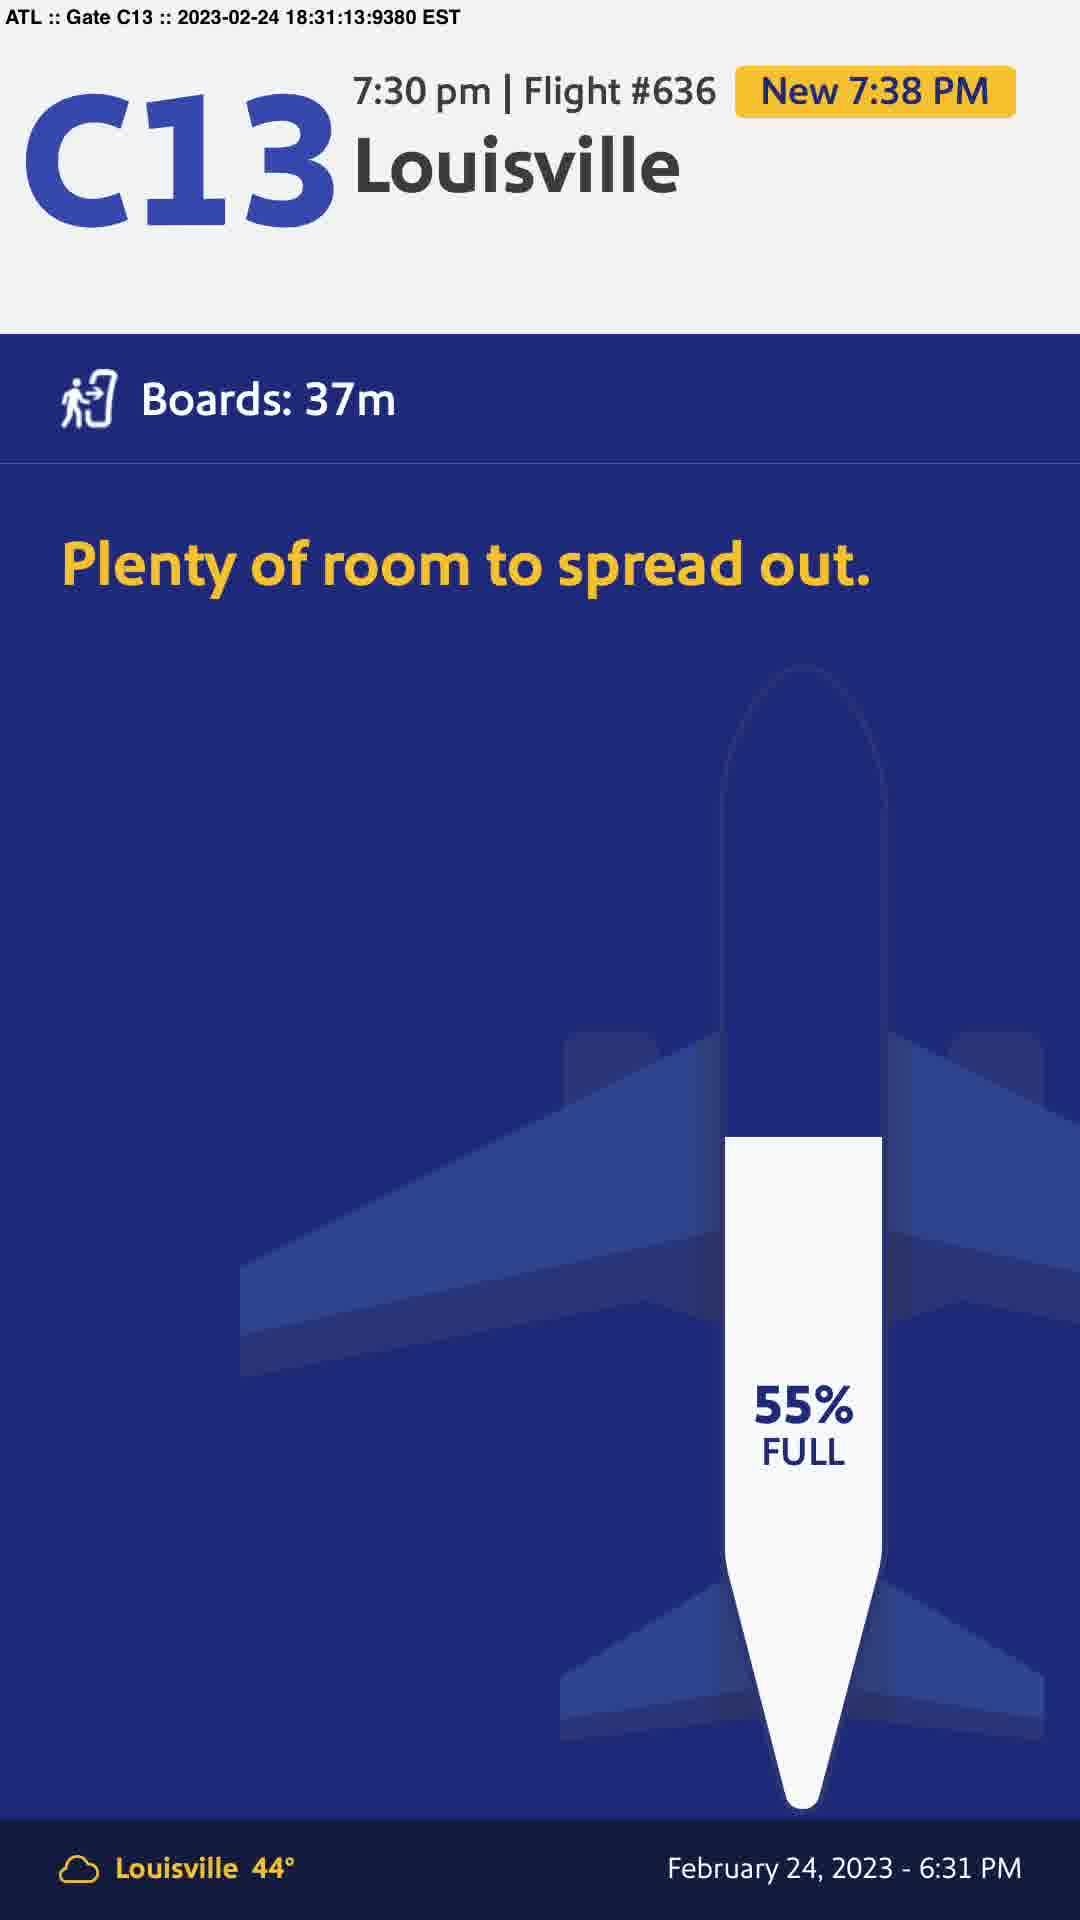 ATL :: Gate C13 :: 2023-02-24 18:31:13:9380 EST
C13
7:30 pm | Flight #636 New 7:38 PM
Louisville
Boards: 37m
Plenty of room to spread out.
55%
FULL
Louisville 44° February 24, 2023 - 6:31 PM